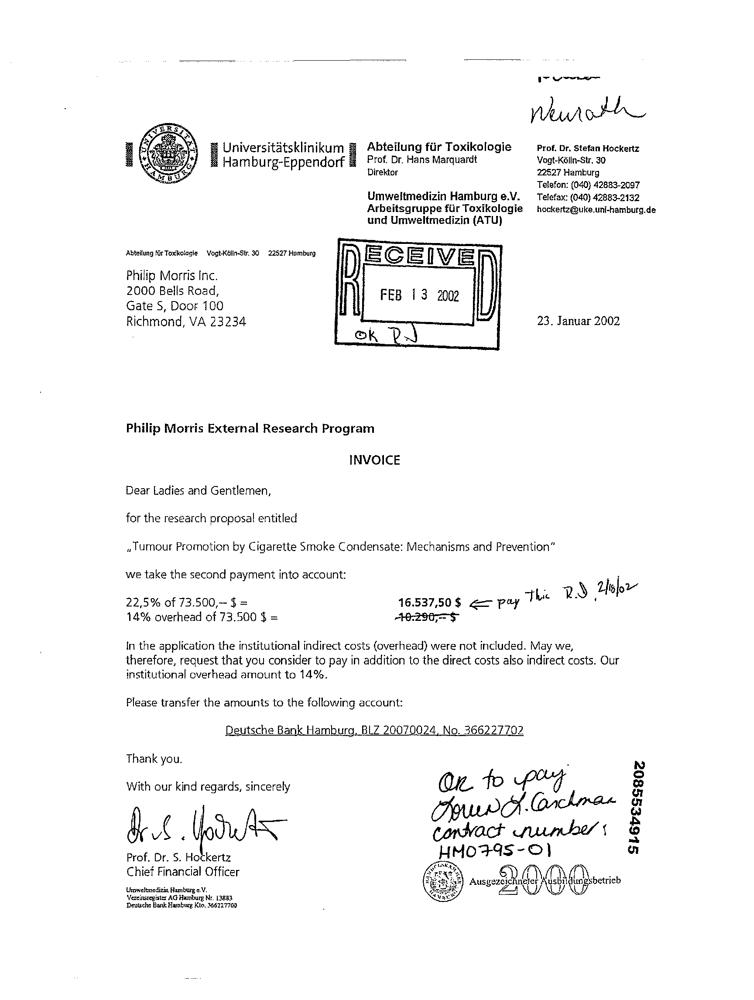 Neurath
UNIVERSITÄT HAMBURG
Universitätsklinikum
Hamburg-Eppendorf
Abteilung für Toxikologie
Prof. Dr. Hans Marquardt
Direktor
Umweltmedizin Hamburg e.V.
Arbeitsgruppe für Toxikologie
und Umweltmedizin (ATU)
Prof. Dr. Stefan Hockertz
Vogt-Kölln-Str. 30
22527 Hamburg
Telefon: (040) 42883-2097
Telefax: (040) 42883-2132
hockertz@uke.uni-hamburg.de
Abteilung für Toxikologie Vogt-Kölln-Str. 30 22527 Hamburg
Philip Morris Inc.
2000 Bells Road,
Gate S, Door 100
Richmond, VA 23234
RECEIVED
FEB 13 2002
OK
23. Januar 2002
Philip Morris External Research Program
INVOICE
Dear Ladies and Gentlemen,
for the research proposal entitled
„Tumour Promotion by Cigarette Smoke Condensate: Mechanisms and Prevention"
we take the second payment into account:
22,5% of 73.500,-- $ = 16.537,50 $ ⇐ pay This R.D.
14% overhead of 73.500 $ = 10.290,-- $
In the application the institutional indirect costs (overhead) were not included. May we,
therefore, request that you consider to pay in addition to the direct costs also indirect costs. Our
institutional overhead amount to 14%.
Please transfer the amounts to the following account:
Deutsche Bank Hamburg, BLZ 20070024, No. 366227702
Thank you.
With our kind regards, sincerely
Prof. Dr. S. Hockertz
Chief Financial Officer
Umweltmedizin Hamburg e.V.
Vereinsregister AG Hamburg Nr. 13883
Deutsche Bank Hamburg Kto. 366227700
OK to pay
contract number:
HM0795-01
2085534915
2000
Ausgezeichneter Ausbildungsbetrieb